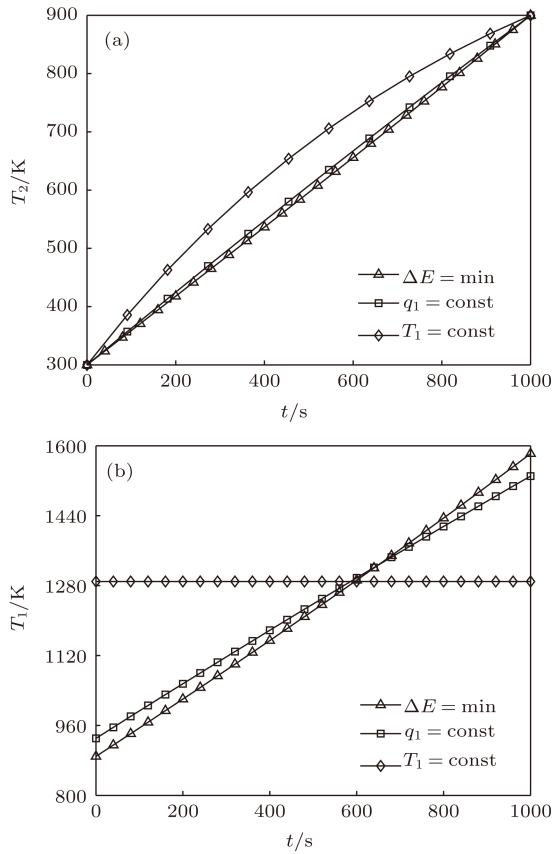 900
800
700
600
500
400
300
T₂/K
(a)
ΔE = min
q₁ = const
T₁ = const
0 200 400 600 800 1000
t/s
1600
1440
1280
1120
960
800
T₁/K
(b)
ΔE = min
q₁ = const
T₁ = const
0 200 400 600 800 1000
t/s